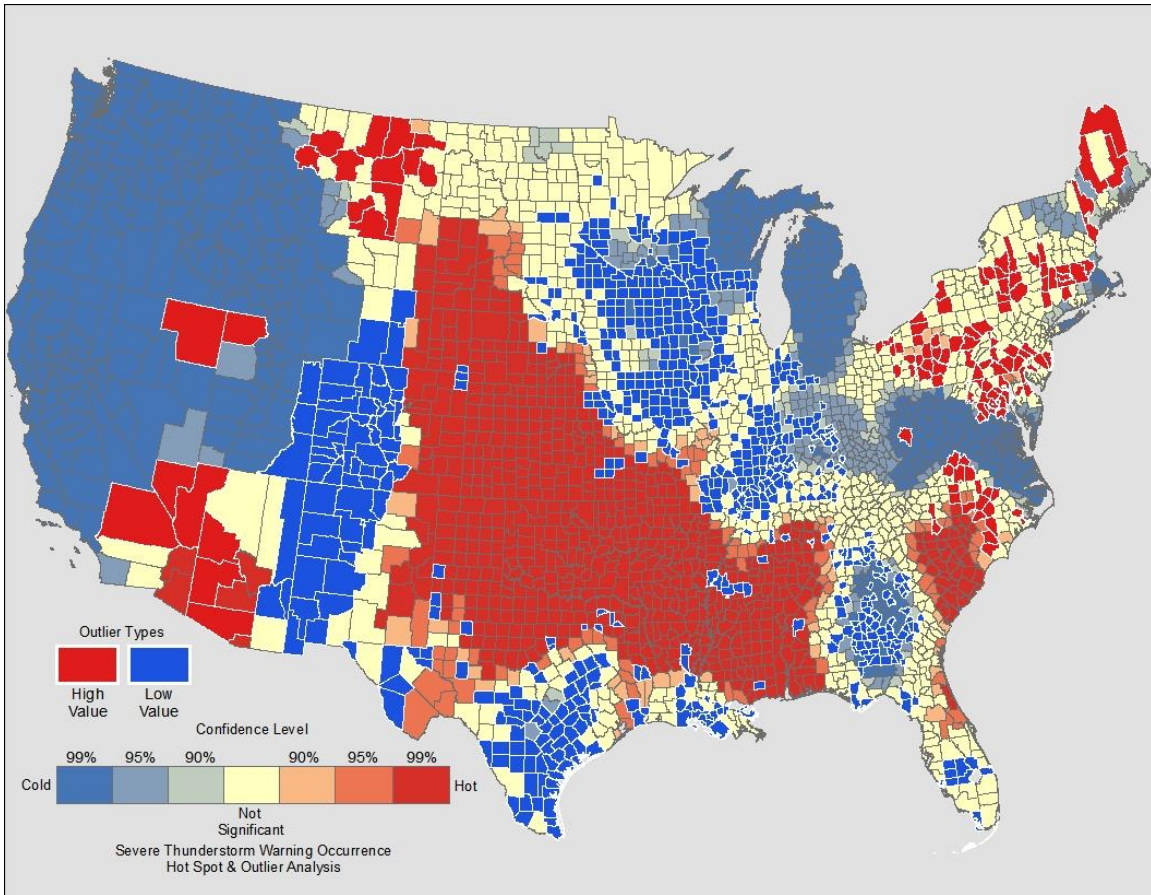 Outlier Types
High
Value
Low
Value
Confidence Level
99% 95% 90% 90% 95% 99%
Cold
Hot
Not
Significant
Severe Thunderstorm Warning Occurrence
Hot Spot & Outlier Analysis